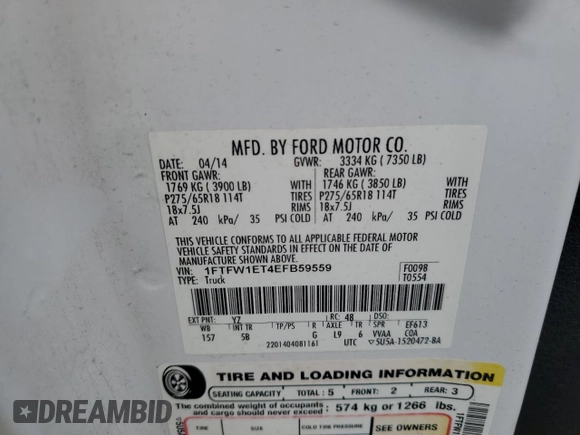 MFD. BY FORD MOTOR CO.
DATE: 04/14 GVWR: 3334 KG ( 7350 LB)
FRONT GAWR: REAR GAWR:
1769 KG ( 3900 LB) WITH 1746 KG ( 3850 LB) WITH
P275/65R18 114T TIRES P275/65R18 114T TIRES
18x7.5J RIMS 18x7.5J RIMS
AT 240 kPa/ 35 PSI COLD AT 240 kPa/ 35 PSI COLD
THIS VEHICLE CONFORMS TO ALL APPLICABLE FEDERAL MOTOR
VEHICLE SAFETY STANDARDS IN EFFECT ON THE DATE OF
MANUFACTURE SHOWN ABOVE.
VIN: 1FTFW1ET4EFB59559 F0098
TYPE: Truck T0554
EXT PNT: YZ RC: 48 DSO:
WB INT TR TP/PS R AXLE TR SPR EF613
157 5B G L9 6 VVAA COA
2201404081161 UTC 5U5A-1520472-BA
TIRE AND LOADING INFORMATION
SEATING CAPACITY TOTAL : 5 FRONT: 2 REAR: 3
The combined weight of occupants and cargo should never exceed : 574 kg or 1266 lbs.
TIRE SIZE COLD TIRE PRESSURE SEE OWNERS
DREAMBID